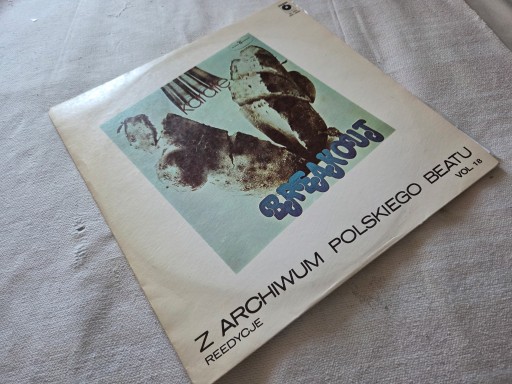 karate
BREAKOUT
Z ARCHIWUM POLSKIEGO BEATU
REEDYCJE
VOL. 18